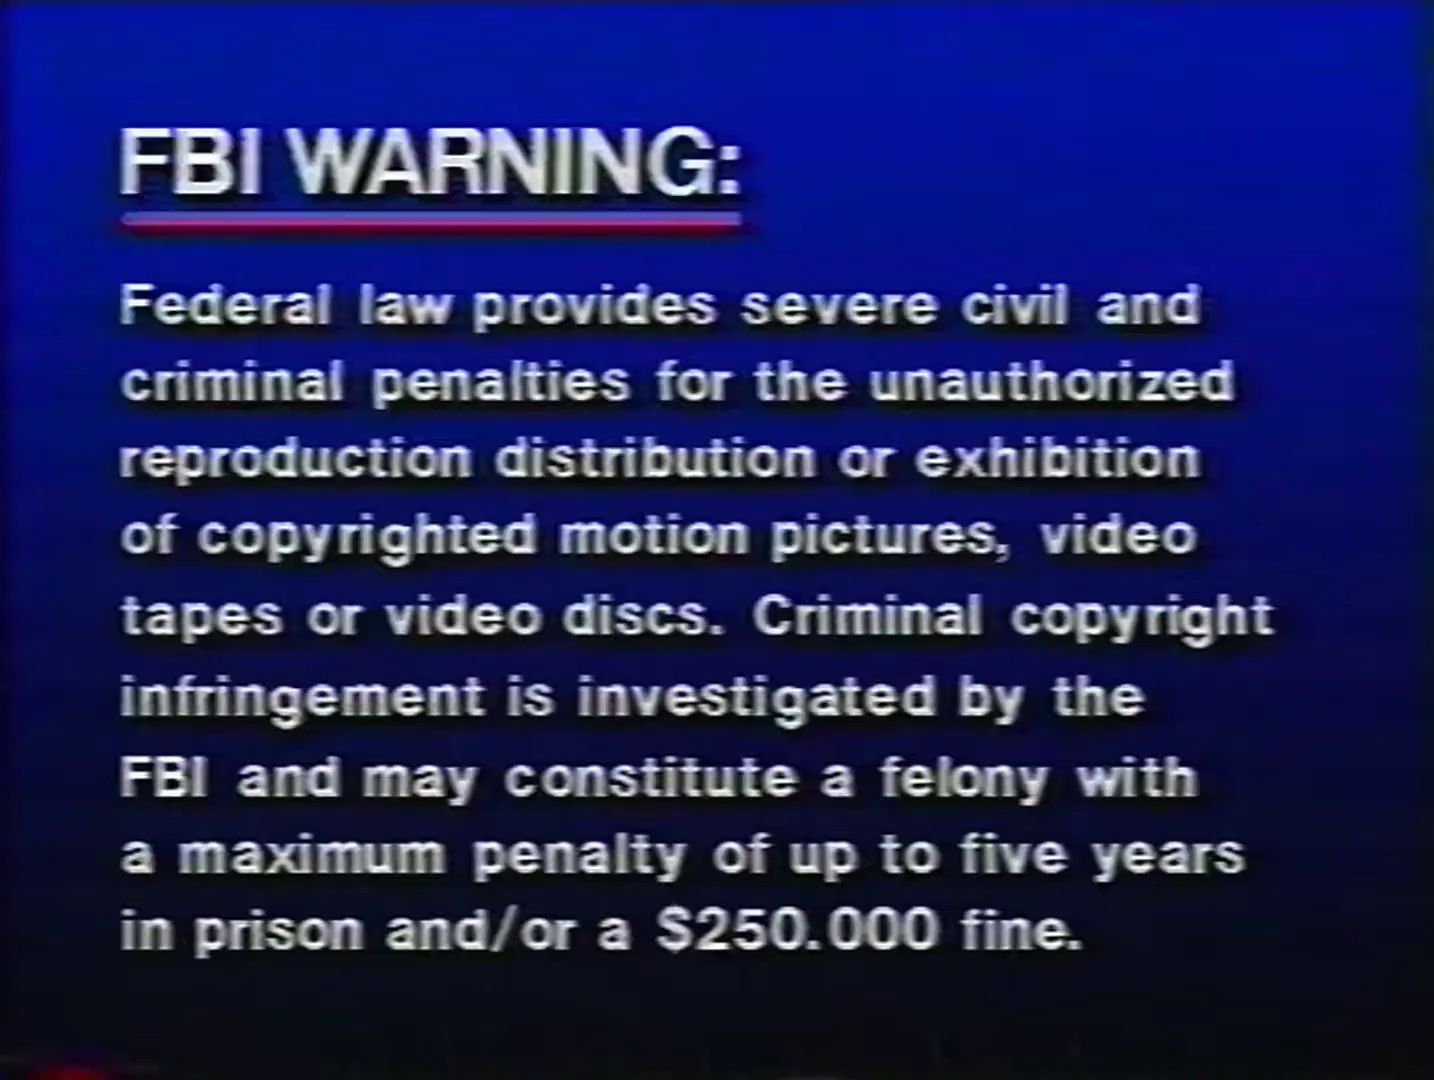 FBI WARNING:
Federal law provides severe civil and
criminal penalties for the unauthorized
reproduction distribution or exhibition
of copyrighted motion pictures, video
tapes or video discs. Criminal copyright
infringement is investigated by the
FBI and may constitute a felony with
a maximum penalty of up to five years
in prison and/or a $250.000 fine.